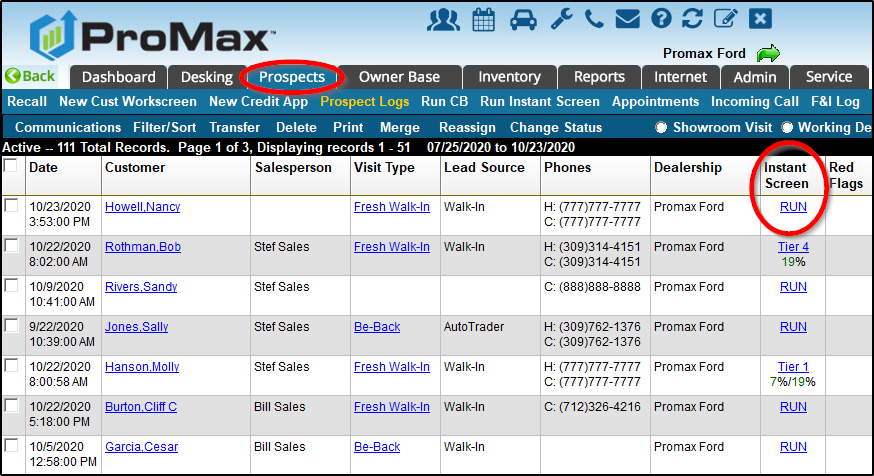 ProMax™
Promax Ford
Back Dashboard Desking Prospects Owner Base Inventory Reports Internet Admin Service
Recall New Cust Workscreen New Credit App Prospect Logs Run CB Run Instant Screen Appointments Incoming Call F&I Log
Communications Filter/Sort Transfer Delete Print Merge Reassign Change Status Showroom Visit Working De
Active -- 111 Total Records. Page 1 of 3, Displaying records 1 - 51 07/25/2020 to 10/23/2020
Date Customer Salesperson Visit Type Lead Source Phones Dealership Instant Red
Screen Flags
10/23/2020 Howell,Nancy Fresh Walk-In Walk-In H: (777)777-7777 Promax Ford RUN
3:53:00 PM C: (777)777-7777
10/22/2020 Rothman,Bob Stef Sales Fresh Walk-In Walk-In H: (309)314-4151 Promax Ford Tier 4
8:02:00 AM C: (309)314-4151 19%
10/9/2020 Rivers,Sandy Stef Sales C: (888)888-8888 Promax Ford RUN
10:41:00 AM
9/22/2020 Jones,Sally Stef Sales Be-Back AutoTrader H: (309)762-1376 Promax Ford RUN
10:39:00 AM C: (309)762-1376
10/22/2020 Hanson,Molly Stef Sales Fresh Walk-In Walk-In H: (777)777-7777 Promax Ford Tier 1
8:00:58 AM C: (777)777-7777 7%/19%
10/22/2020 Burton,Cliff C Bill Sales Fresh Walk-In Walk-In C: (712)326-4216 Promax Ford RUN
5:18:00 PM
10/5/2020 Garcia,Cesar Bill Sales Be-Back Walk-In Promax Ford RUN
12:58:00 PM